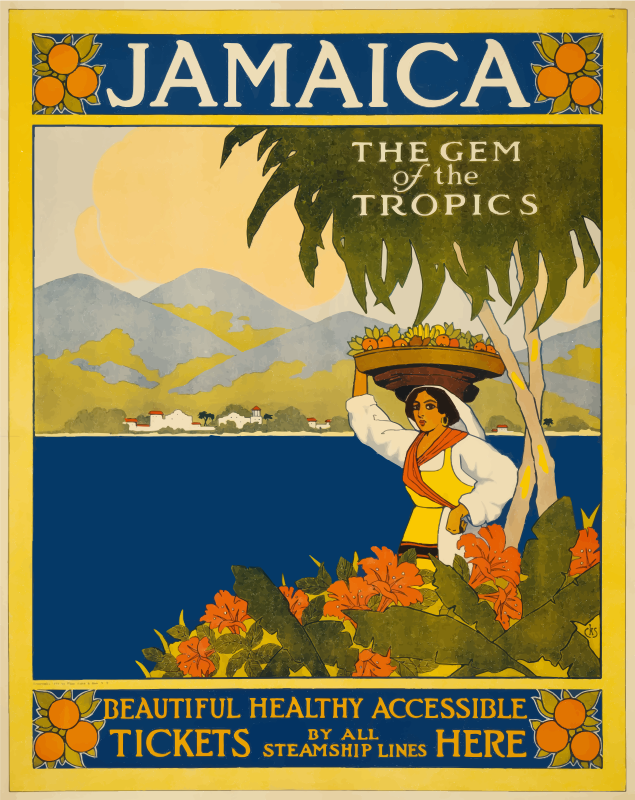 JAMAICA
THE GEM
of the
TROPICS
BEAUTIFUL HEALTHY ACCESSIBLE
TICKETS BY ALL STEAMSHIP LINES HERE